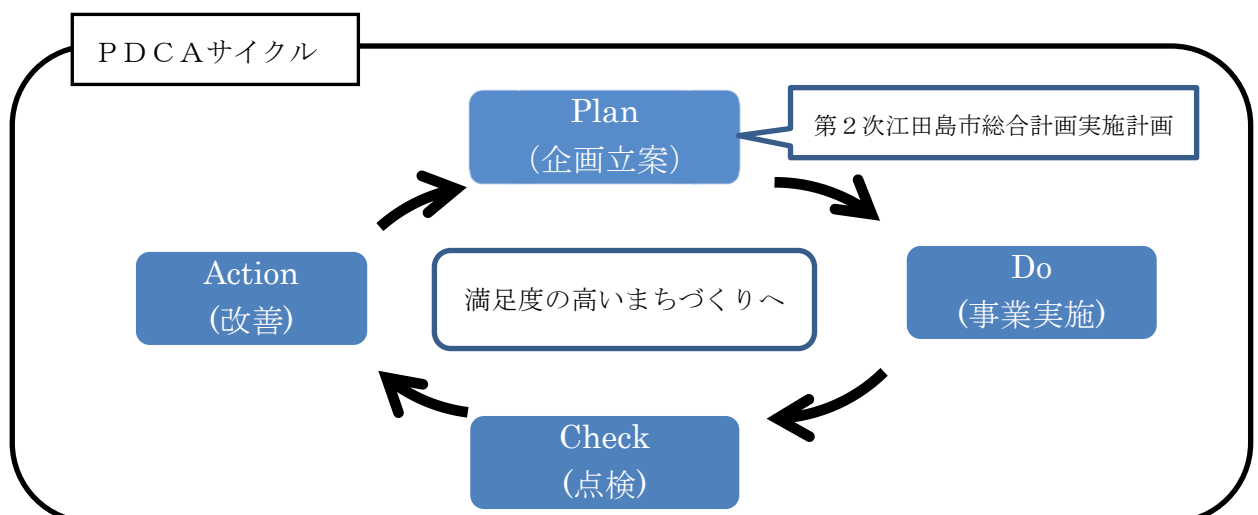 ＰＤＣＡサイクル
Plan
（企画立案）
第２次江田島市総合計画実施計画
Action
(改善)
満足度の高いまちづくりへ
Do
(事業実施)
Check
(点検)